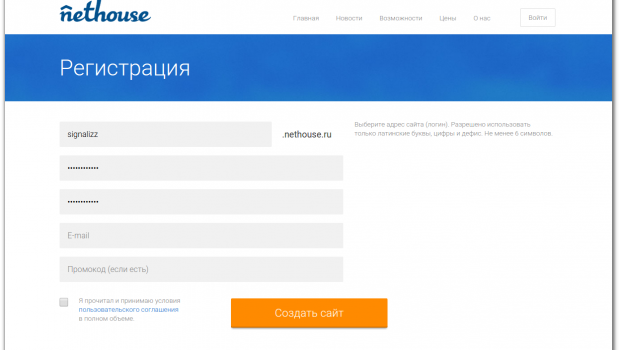 nethouse
Главная Новости Возможности Цены О нас Войти
Регистрация
signalizz .nethouse.ru
Выберите адрес сайта (логин). Разрешено использовать
только латинские буквы, цифры и дефис. Не менее 6 символов.
••••••••••••
••••••••••••
E-mail
Промокод (если есть)
Я прочитал и принимаю условия
пользовательского соглашения
в полном объеме.
Создать сайт